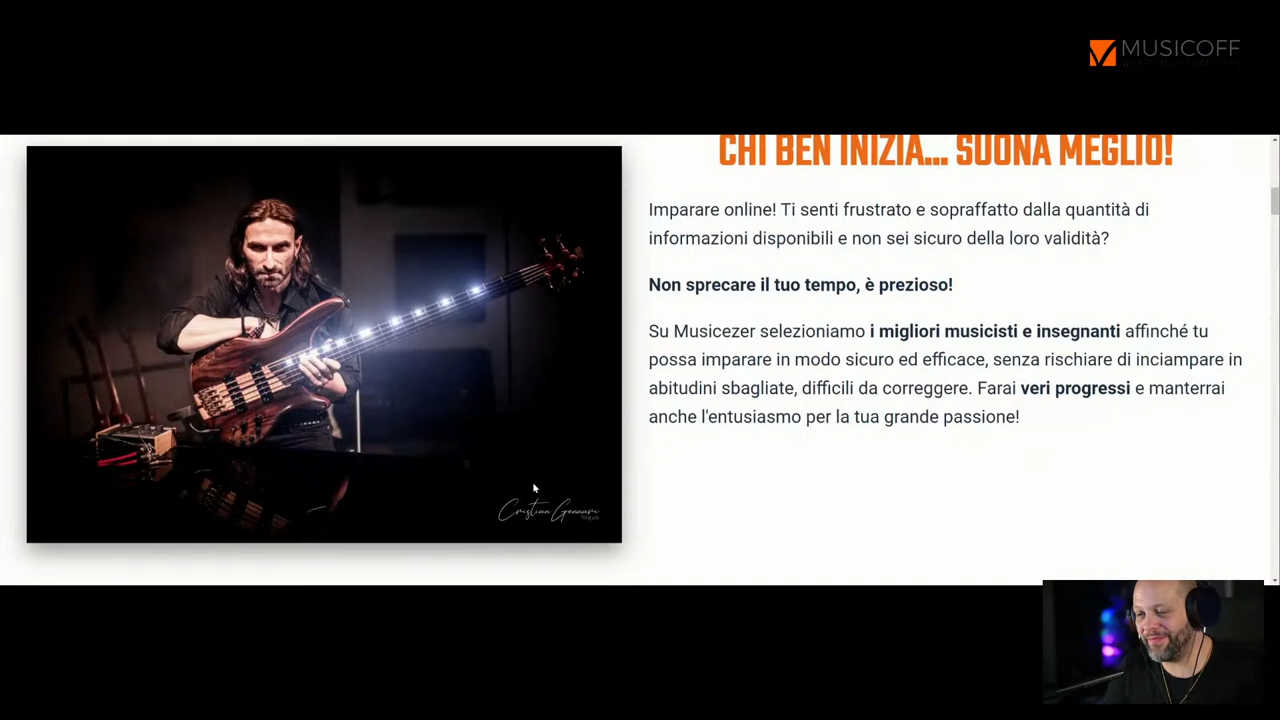 MUSICOFF
CHI BEN INIZIA... SUONA MEGLIO!
Imparare online! Ti senti frustrato e sopraffatto dalla quantità di
informazioni disponibili e non sei sicuro della loro validità?
Non sprecare il tuo tempo, è prezioso!
Su Musicezer selezioniamo i migliori musicisti e insegnanti affinché tu
possa imparare in modo sicuro ed efficace, senza rischiare di inciampare in
abitudini sbagliate, difficili da correggere. Farai veri progressi e manterrai
anche l'entusiasmo per la tua grande passione!
Cristian Gennari